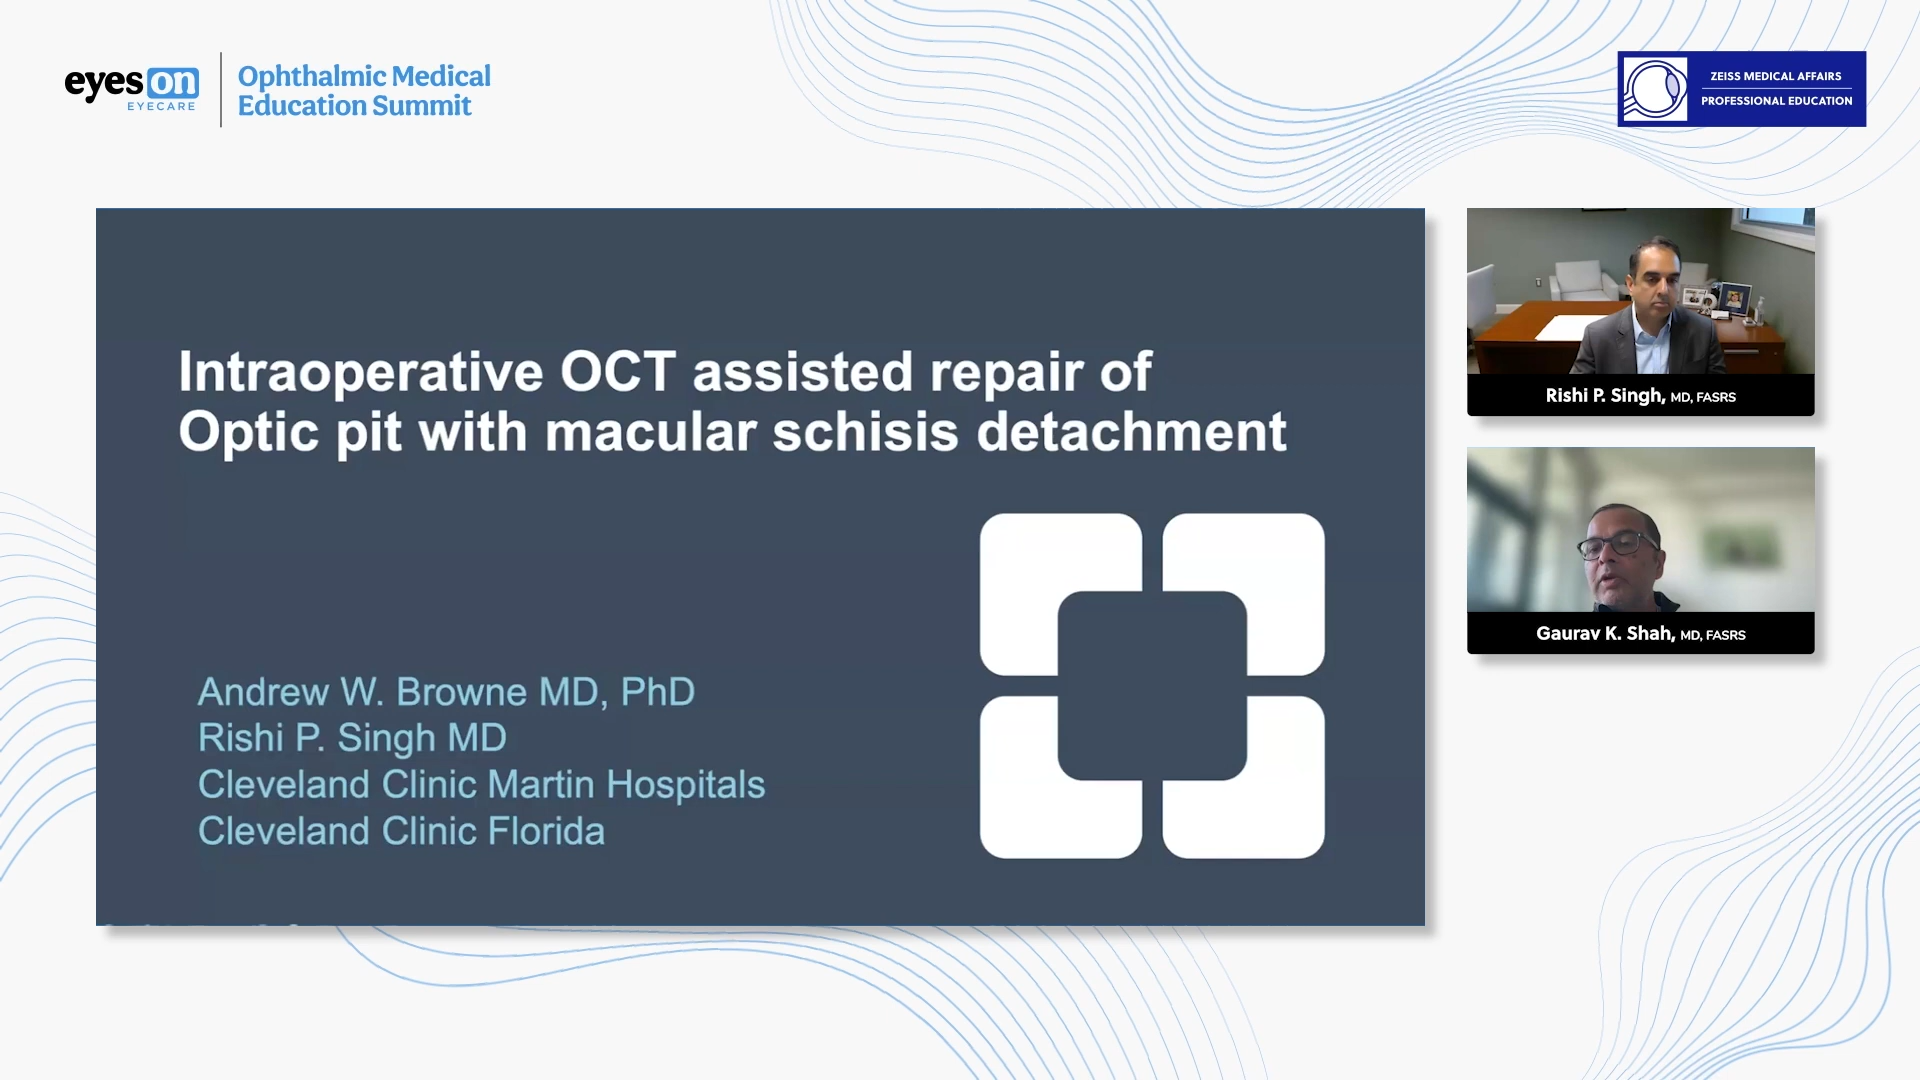 eyes on
EYECARE
Ophthalmic Medical
Education Summit
ZEISS MEDICAL AFFAIRS
PROFESSIONAL EDUCATION
Intraoperative OCT assisted repair of
Optic pit with macular schisis detachment
Andrew W. Browne MD, PhD
Rishi P. Singh MD
Cleveland Clinic Martin Hospitals
Cleveland Clinic Florida
Rishi P. Singh, MD, FASRS
Gaurav K. Shah, MD, FASRS